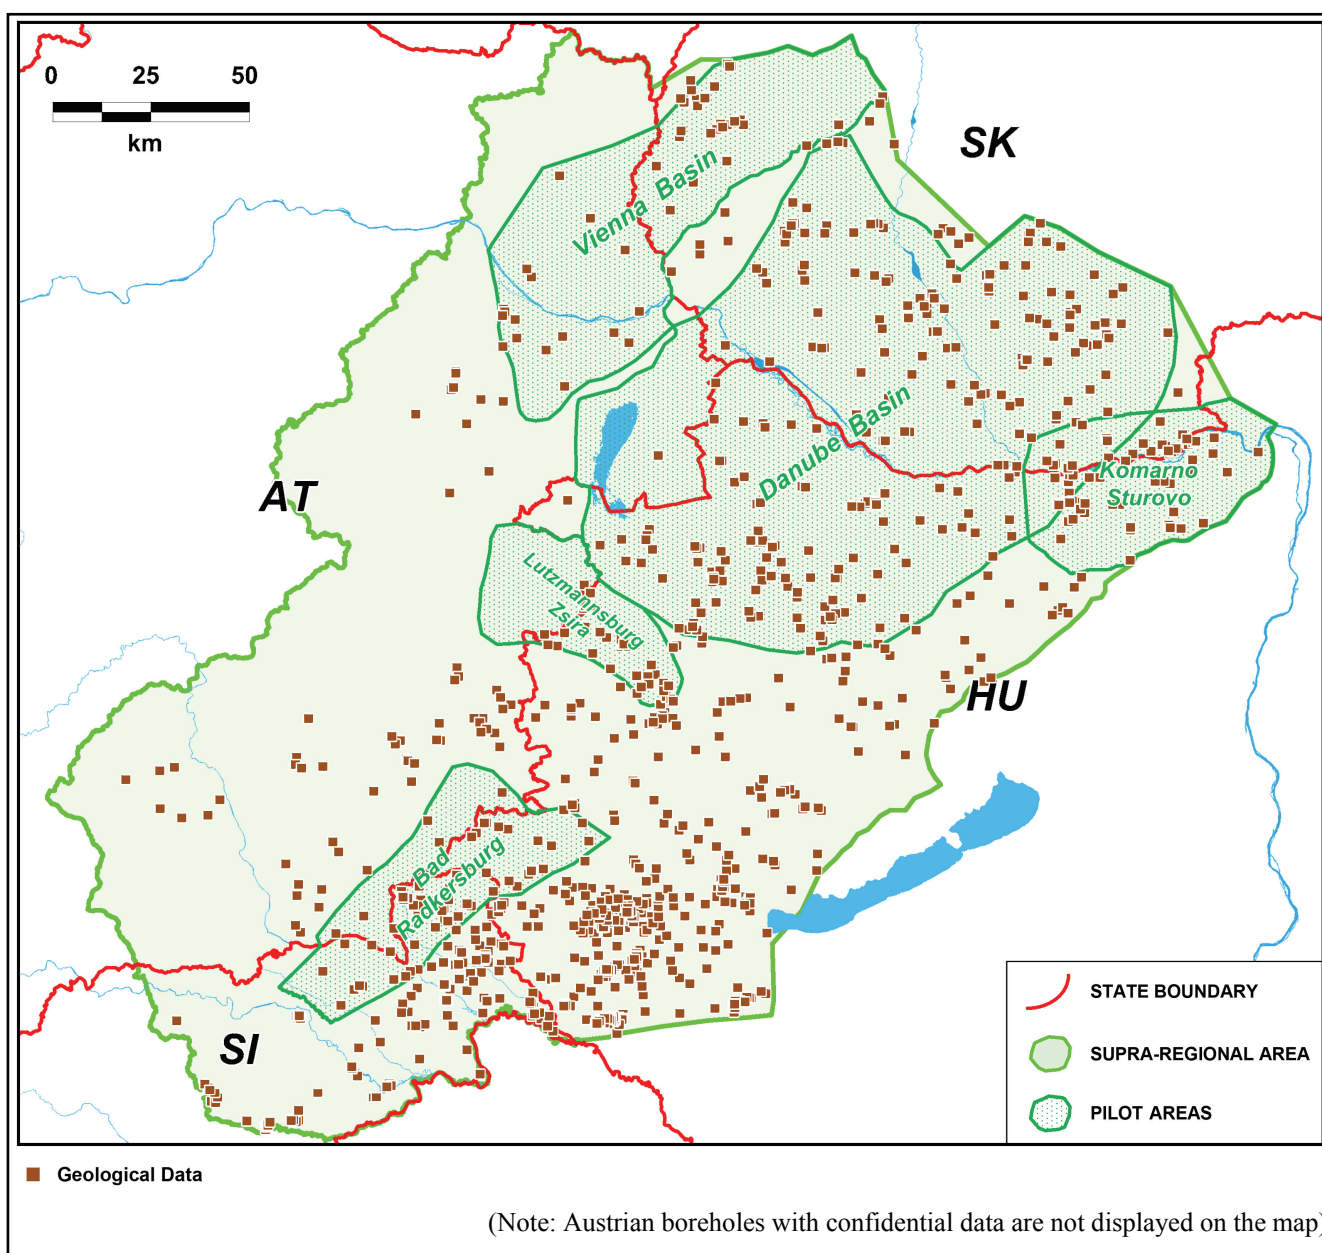 0 25 50
km
SK
Vienna Basin
Danube Basin
Komarno
Sturovo
AT
Lutzmannsburg
Zsira
HU
Bad
Radkersburg
SI
STATE BOUNDARY
SUPRA-REGIONAL AREA
PILOT AREAS
Geological Data
(Note: Austrian boreholes with confidential data are not displayed on the map)